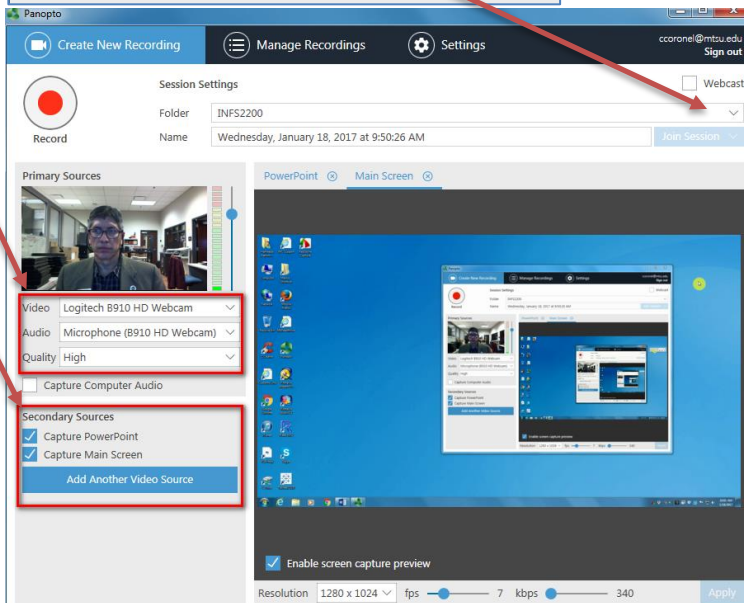 Panopto
Create New Recording
Manage Recordings
Settings
ccoronel@mtsu.edu
Sign out
Record
Session Settings
Webcast
Folder INFS2200
Name Wednesday, January 18, 2017 at 9:50:26 AM
Join Session
Primary Sources
PowerPoint
Main Screen
Video Logitech B910 HD Webcam
Audio Microphone (B910 HD Webcam)
Quality High
Capture Computer Audio
Secondary Sources
Capture PowerPoint
Capture Main Screen
Add Another Video Source
Enable screen capture preview
Resolution 1280 x 1024 fps 7 kbps 340
Apply